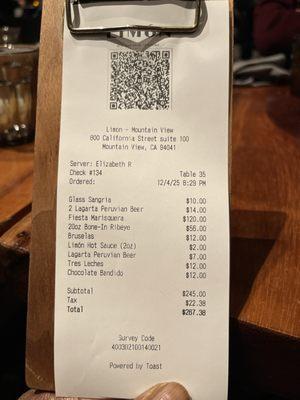 LIMON
Limon - Mountain View
800 California Street suite 100
Mountain View, CA 94041
Server: Elizabeth R
Check #134 Table 35
Ordered: 12/4/25 8:29 PM
Glass Sangria $10.00
2 Lagarta Peruvian Beer $14.00
Fiesta Marisquera $120.00
20oz Bone-In Ribeye $56.00
Bruselas $12.00
Limón Hot Sauce (2oz) $2.00
Lagarta Peruvian Beer $7.00
Tres Leches $12.00
Chocolate Bandido $12.00
Subtotal $245.00
Tax $22.38
Total $267.38
Survey Code
400302100140021
Powered by Toast